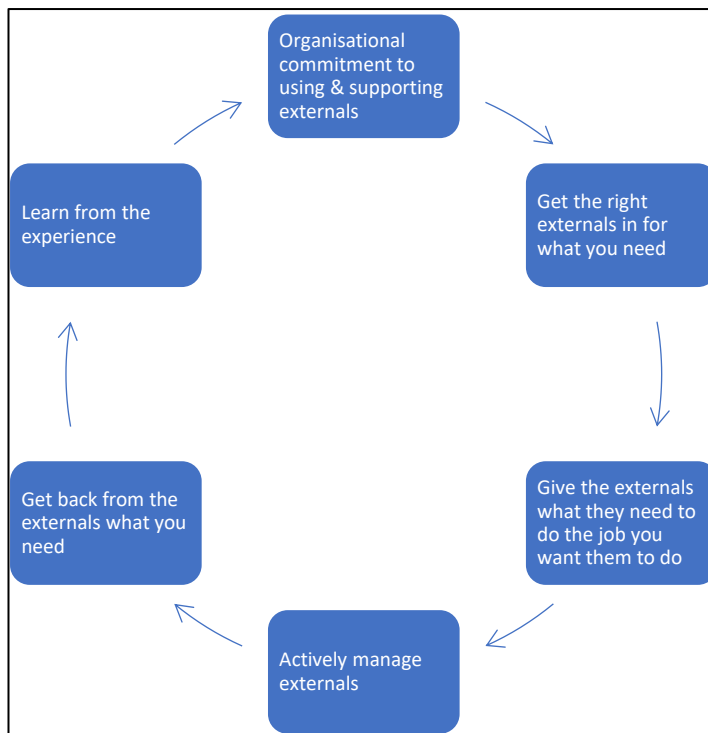 Organisational
commitment to
using & supporting
externals
Get the right
externals in for
what you need
Give the externals
what they need to
do the job you
want them to do
Actively manage
externals
Get back from the
externals what you
need
Learn from the
experience